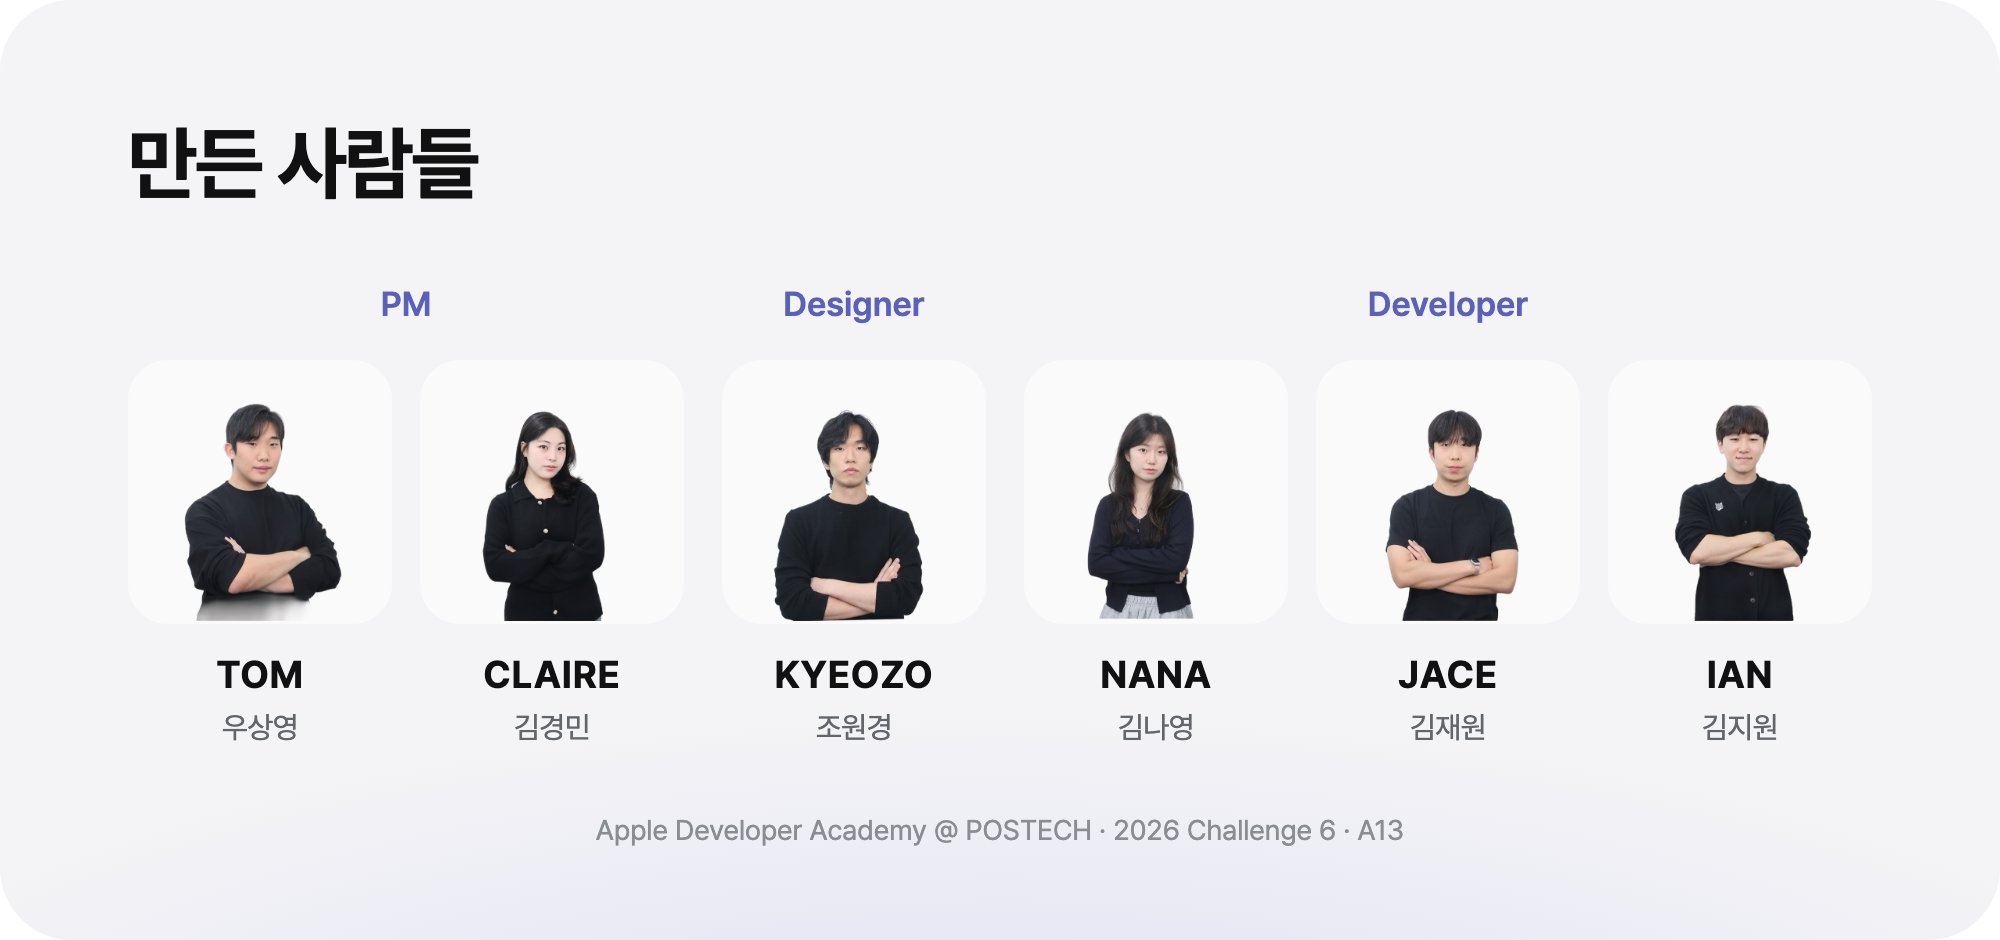 만든 사람들
PM
Designer
Developer
TOM
CLAIRE
KYEOZO
NANA
JACE
IAN
우상영
김경민
조원경
김나영
김재원
김지원
Apple Developer Academy @ POSTECH · 2026 Challenge 6 · A13